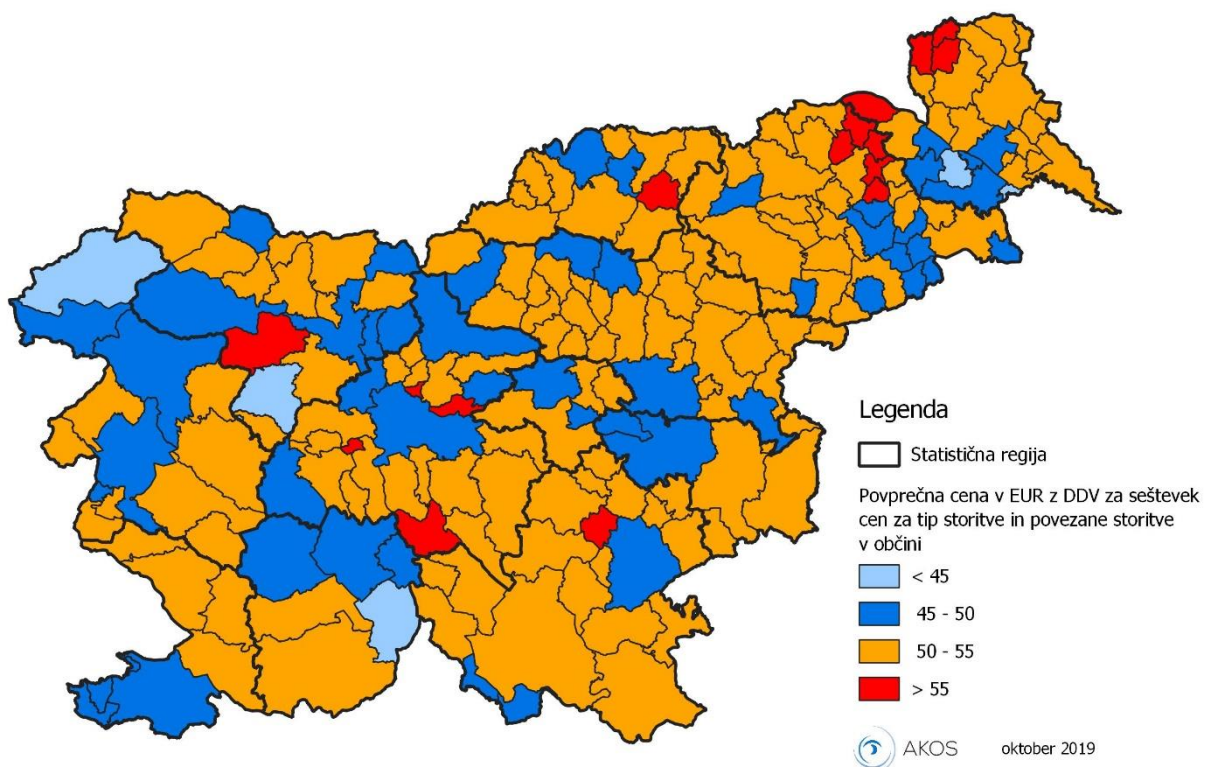 Legenda
Statistična regija
Povprečna cena v EUR z DDV za seštevek
cen za tip storitve in povezane storitve
v občini
< 45
45 - 50
50 - 55
> 55
AKOS oktober 2019